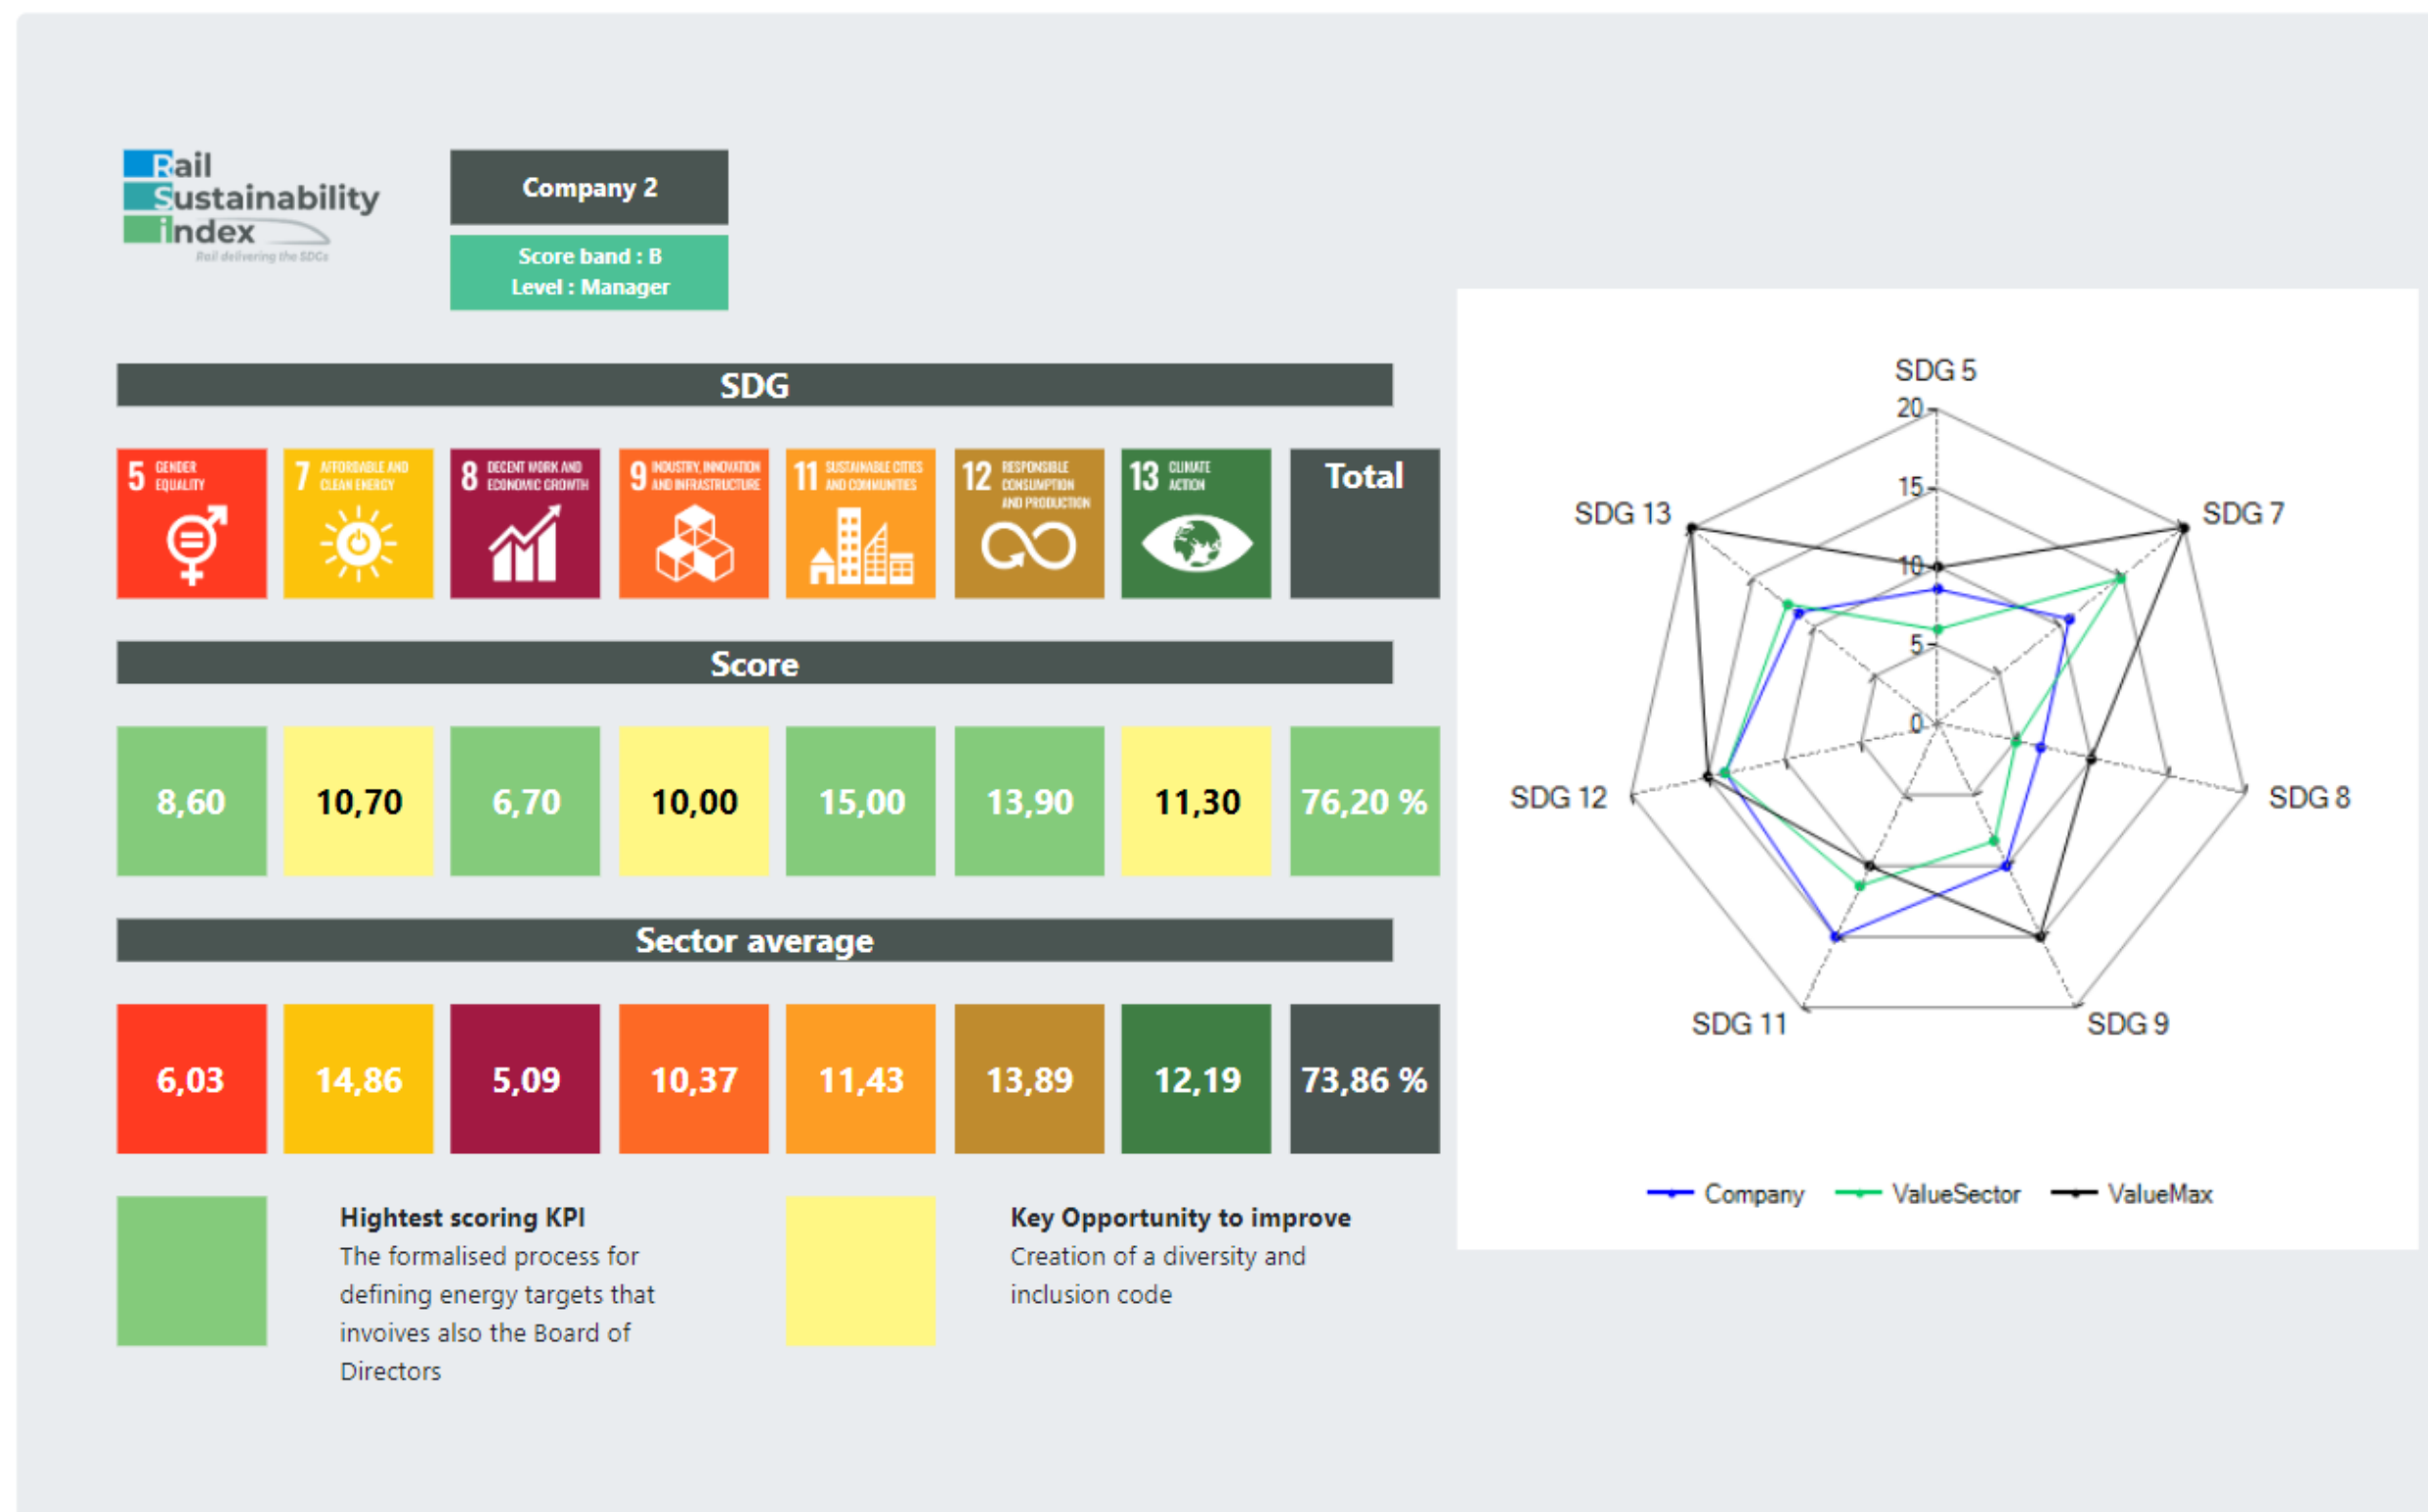 Rail
Sustainability
index
Rail delivering the SDGs
Company 2
Score band : B
Level : Manager
SDG
5 GENDER
EQUALITY
7 AFFORDABLE AND
CLEAN ENERGY
8 DECENT WORK AND
ECONOMIC GROWTH
9 INDUSTRY, INNOVATION
AND INFRASTRUCTURE
11 SUSTAINABLE CITIES
AND COMMUNITIES
12 RESPONSIBLE
CONSUMPTION
AND PRODUCTION
13 CLIMATE
ACTION
Total
Score
8,60 10,70 6,70 10,00 15,00 13,90 11,30 76,20 %
Sector average
6,03 14,86 5,09 10,37 11,43 13,89 12,19 73,86 %
Hightest scoring KPI
The formalised process for
defining energy targets that
invoives also the Board of
Directors
Key Opportunity to improve
Creation of a diversity and
inclusion code
SDG 5
20
15
10
5
0
SDG 7
SDG 8
SDG 9
SDG 11
SDG 12
SDG 13
Company ValueSector ValueMax